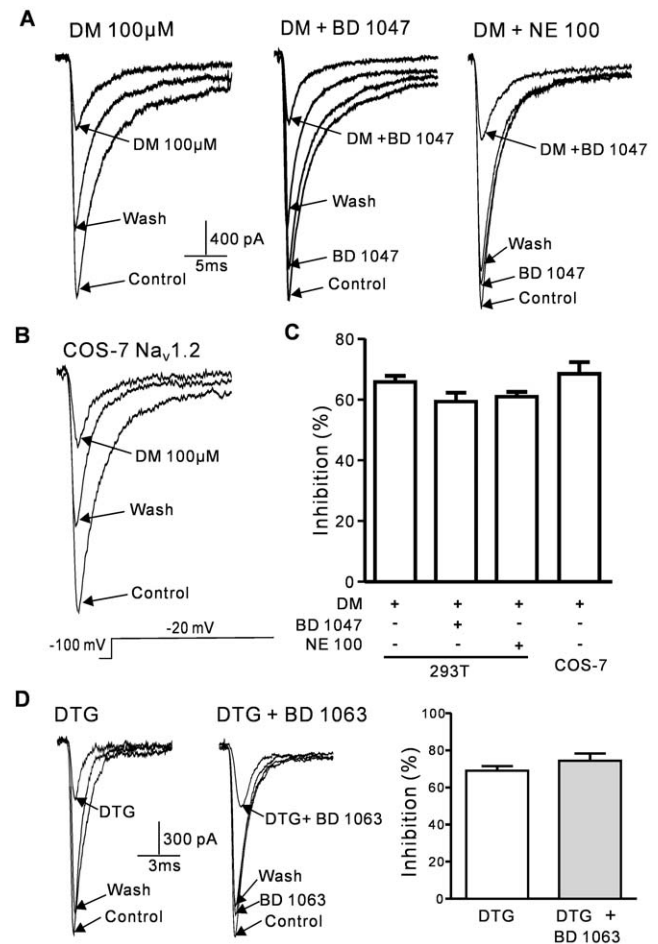 A
DM 100µM
DM + BD 1047
DM + NE 100
DM 100µM
Wash
Control
400 pA
5ms
DM +BD 1047
Wash
BD 1047
Control
DM +BD 1047
Wash
BD 1047
Control
B
COS-7 Nav1.2
DM 100µM
Wash
Control
-100 mV
-20 mV
C
Inhibition (%)
80
60
40
20
0
DM + + + +
BD 1047 - + - -
NE 100 - - + -
293T COS-7
D
DTG
DTG + BD 1063
DTG
Wash
Control
300 pA
3ms
DTG+ BD 1063
Wash
BD 1063
Control
Inhibition (%)
100
80
60
40
20
0
DTG
DTG +
BD 1063